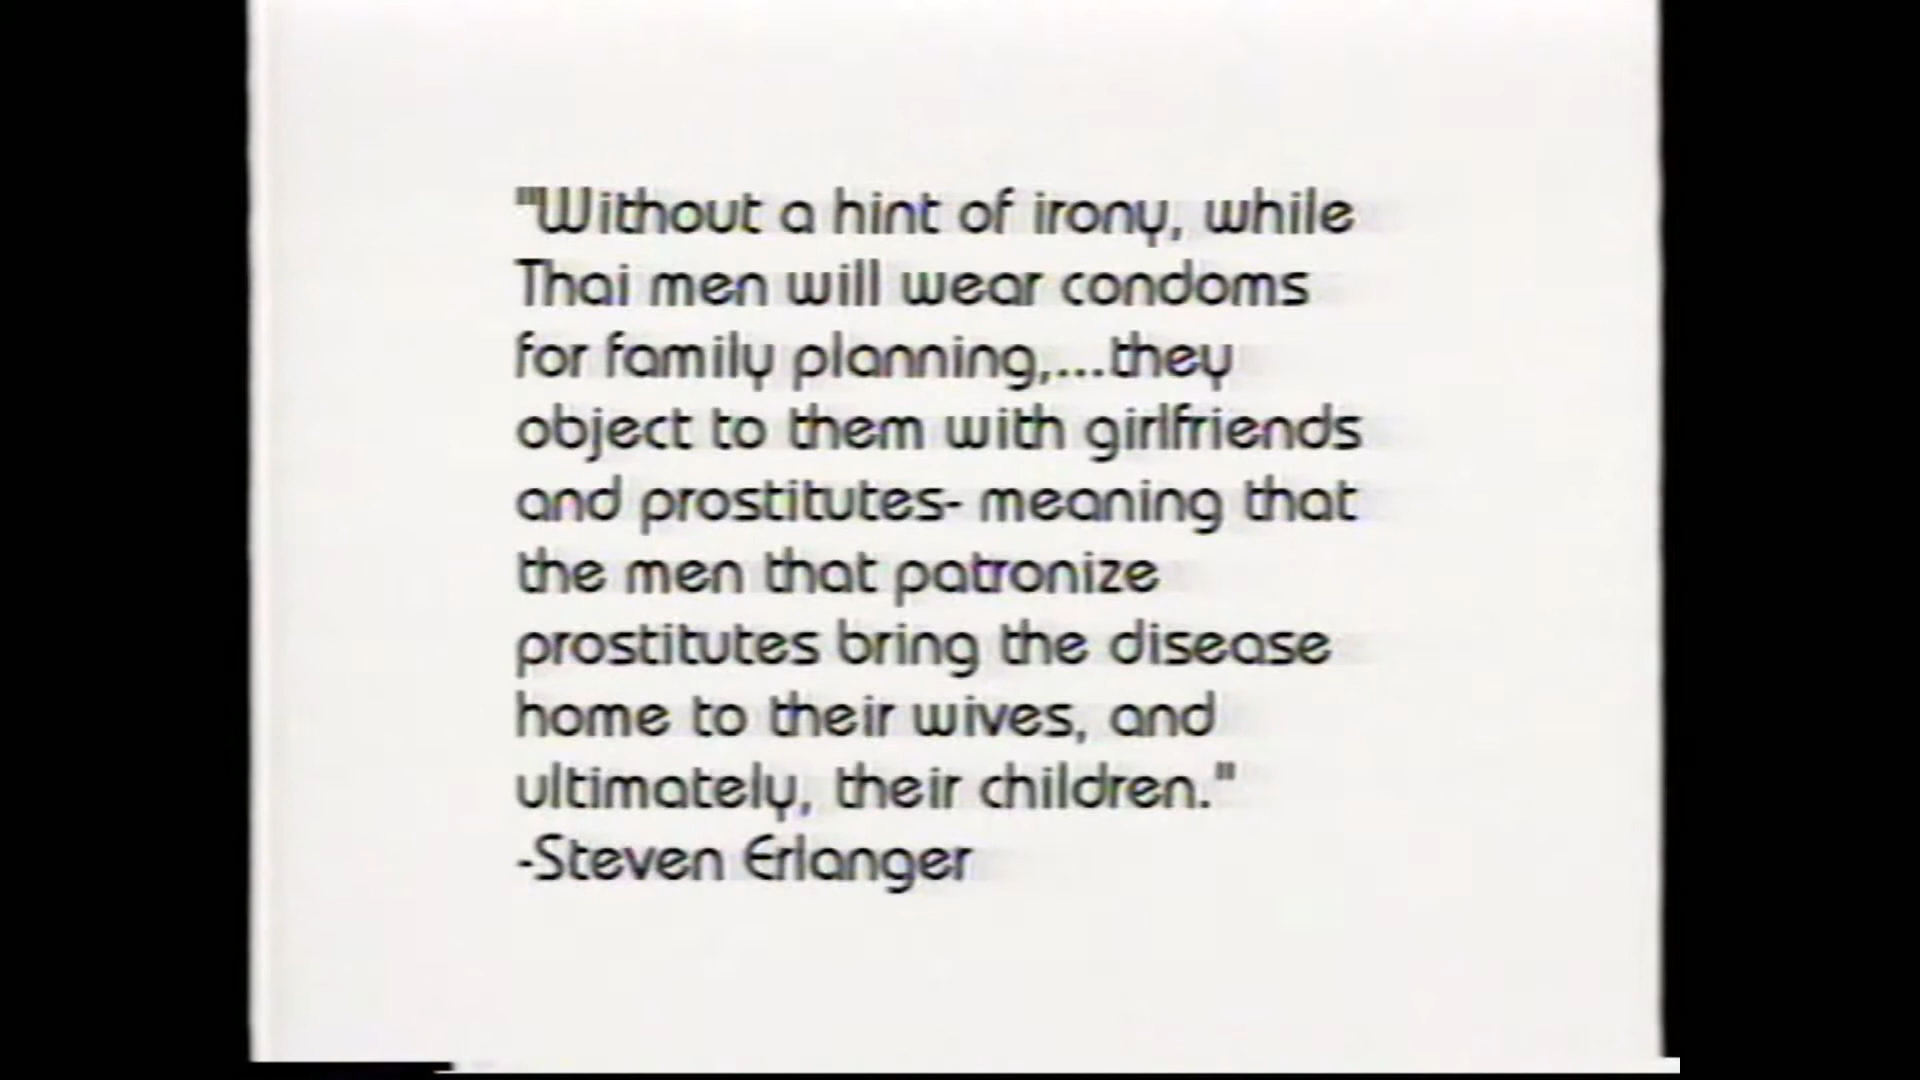 "Without a hint of irony, while
Thai men will wear condoms
for family planning,...they
object to them with girlfriends
and prostitutes- meaning that
the men that patronize
prostitutes bring the disease
home to their wives, and
ultimately, their children."
-Steven Erlanger